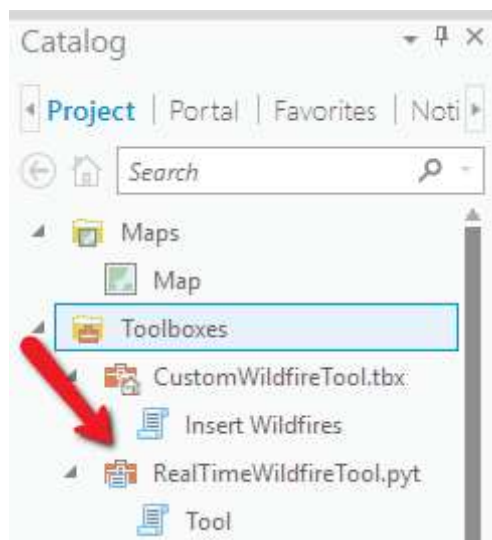 Catalog
Project | Portal | Favorites | Noti
Search
Maps
Map
Toolboxes
CustomWildfireTool.tbx
Insert Wildfires
RealTimeWildfireTool.pyt
Tool